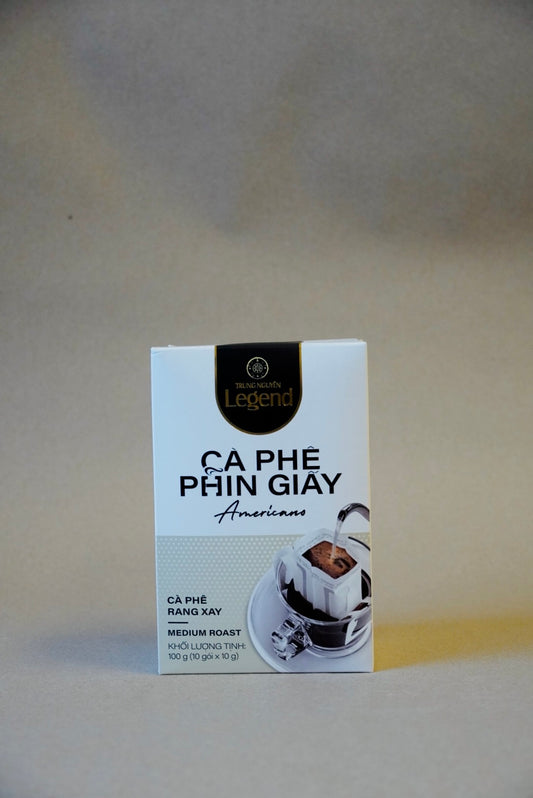 TRUNG NGUYÊN
Legend
CÀ PHÊ
PHIN GIẤY
Americano
CÀ PHÊ
RANG XAY
MEDIUM ROAST
KHỐI LƯỢNG TỊNH:
100 g (10 gói x 10 g)